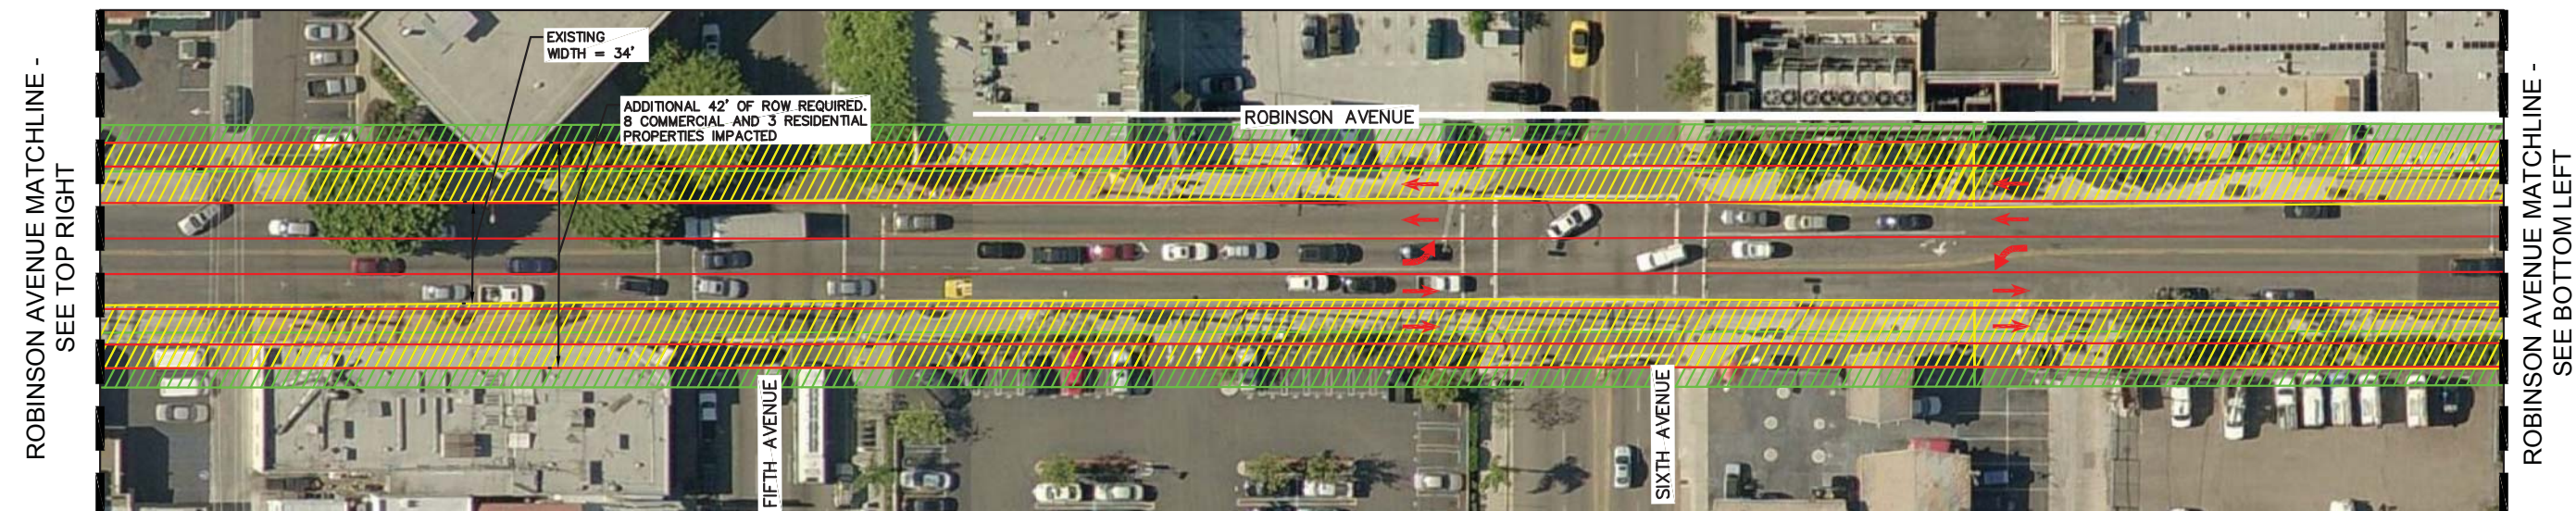 ROBINSON AVENUE MATCHLINE -
SEE TOP RIGHT
EXISTING
WIDTH = 34'
ADDITIONAL 42' OF ROW REQUIRED.
8 COMMERCIAL AND 3 RESIDENTIAL
PROPERTIES IMPACTED
ROBINSON AVENUE
FIFTH AVENUE
SIXTH AVENUE
ROBINSON AVENUE MATCHLINE -
SEE BOTTOM LEFT